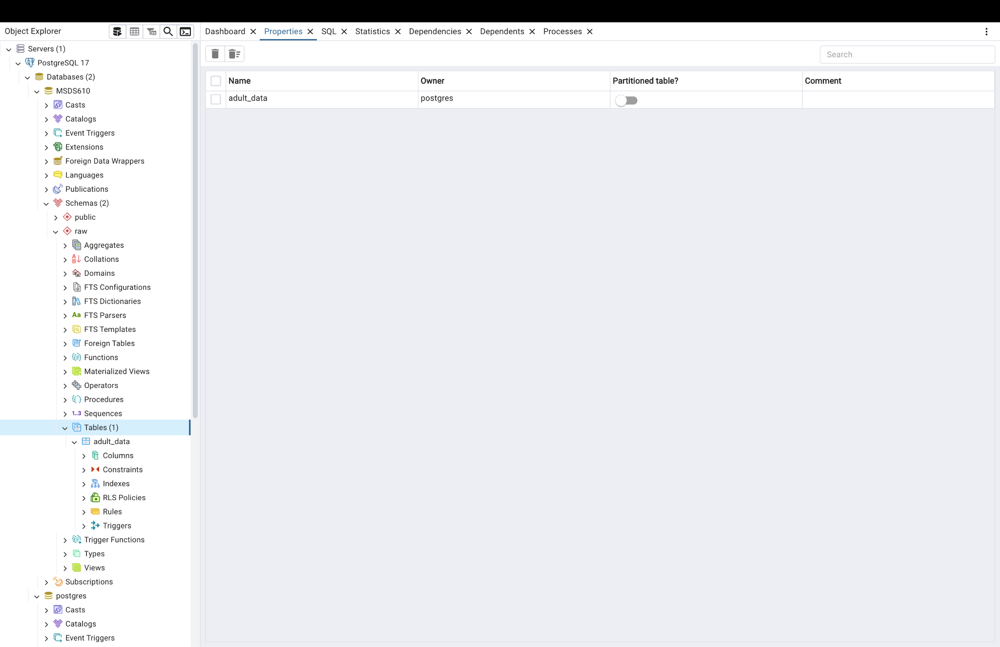 Object Explorer
Dashboard Properties SQL Statistics Dependencies Dependents Processes
Search
Servers (1)
PostgreSQL 17
Databases (2)
MSDS610
Casts
Catalogs
Event Triggers
Extensions
Foreign Data Wrappers
Languages
Publications
Schemas (2)
public
raw
Aggregates
Collations
Domains
FTS Configurations
FTS Dictionaries
Aa FTS Parsers
FTS Templates
Foreign Tables
Functions
Materialized Views
Operators
Procedures
1..3 Sequences
Tables (1)
adult_data
Columns
Constraints
Indexes
RLS Policies
Rules
Triggers
Trigger Functions
Types
Views
Subscriptions
postgres
Casts
Catalogs
Event Triggers
Name Owner Partitioned table? Comment
adult_data postgres